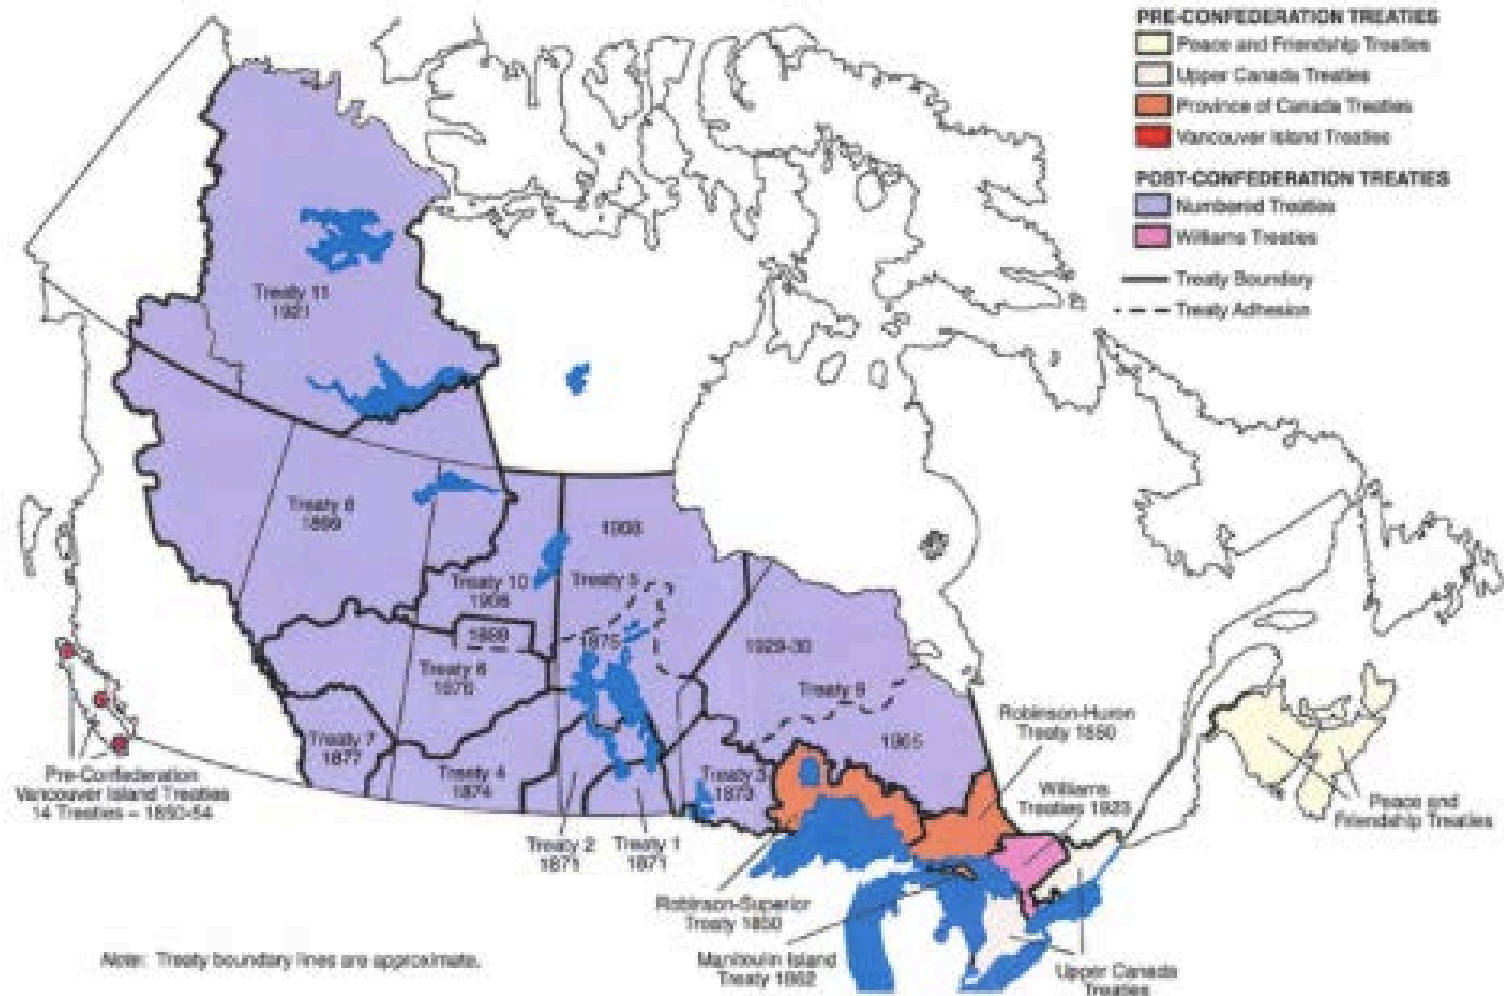 PRE-CONFEDERATION TREATIES
Peace and Friendship Treaties
Upper Canada Treaties
Province of Canada Treaties
Vancouver Island Treaties
POST-CONFEDERATION TREATIES
Numbered Treaties
Williams Treaties
Treaty Boundary
Treaty Adhesion
Treaty 11
1921
Treaty 8
1899
1908
Treaty 10
1906
Treaty 5
1889
1875
Treaty 6
1876
1929-30
Treaty 9
1905
Robinson-Huron
Treaty 1850
Treaty 7
1877
Treaty 4
1874
Treaty 3
1873
Williams
Treaties 1923
Pre-Confederation
Vancouver Island Treaties
14 Treaties – 1850-54
Peace and
Friendship Treaties
Treaty 2
1871
Treaty 1
1871
Robinson-Superior
Treaty 1850
Manitoulin Island
Treaty 1862
Upper Canada
Treaties
Note: Treaty boundary lines are approximate.